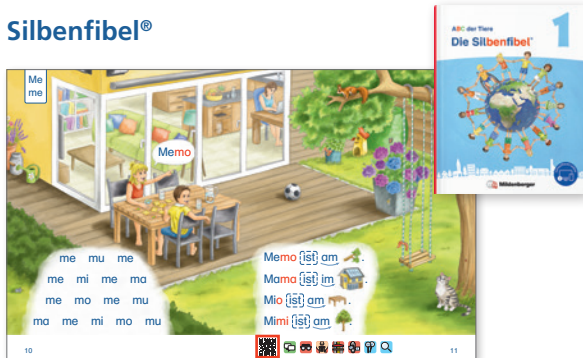 Silbenfibel®
ABC der Tiere
Die Silbenfibel®
1
Mildenberger
Me
me
Memo
me mu me
me mi me ma
me mo me mu
ma me mi mo mu
Memo ist am .
Mama ist im .
Mio ist am .
Mimi ist am .
10
11